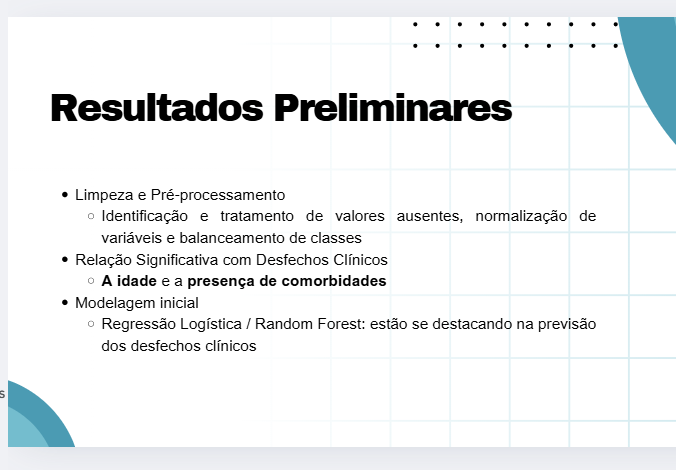 Resultados Preliminares
• Limpeza e Pré-processamento
○ Identificação e tratamento de valores ausentes, normalização de
variáveis e balanceamento de classes
• Relação Significativa com Desfechos Clínicos
○ A idade e a presença de comorbidades
• Modelagem inicial
○ Regressão Logística / Random Forest: estão se destacando na previsão
dos desfechos clínicos
s